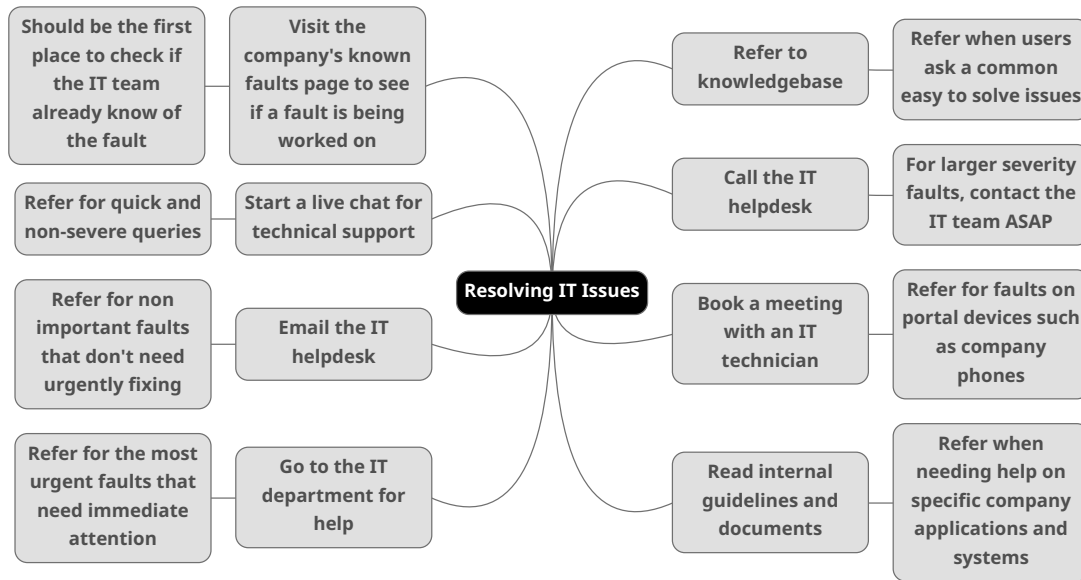 Resolving IT Issues
Visit the
company's known
faults page to see
if a fault is being
worked on
Should be the first
place to check if
the IT team
already know of
the fault
Start a live chat for
technical support
Refer for quick and
non-severe queries
Email the IT
helpdesk
Refer for non
important faults
that don't need
urgently fixing
Go to the IT
department for
help
Refer for the most
urgent faults that
need immediate
attention
Refer to
knowledgebase
Refer when users
ask a common
easy to solve issues
Call the IT
helpdesk
For larger severity
faults, contact the
IT team ASAP
Book a meeting
with an IT
technician
Refer for faults on
portal devices such
as company
phones
Read internal
guidelines and
documents
Refer when
needing help on
specific company
applications and
systems